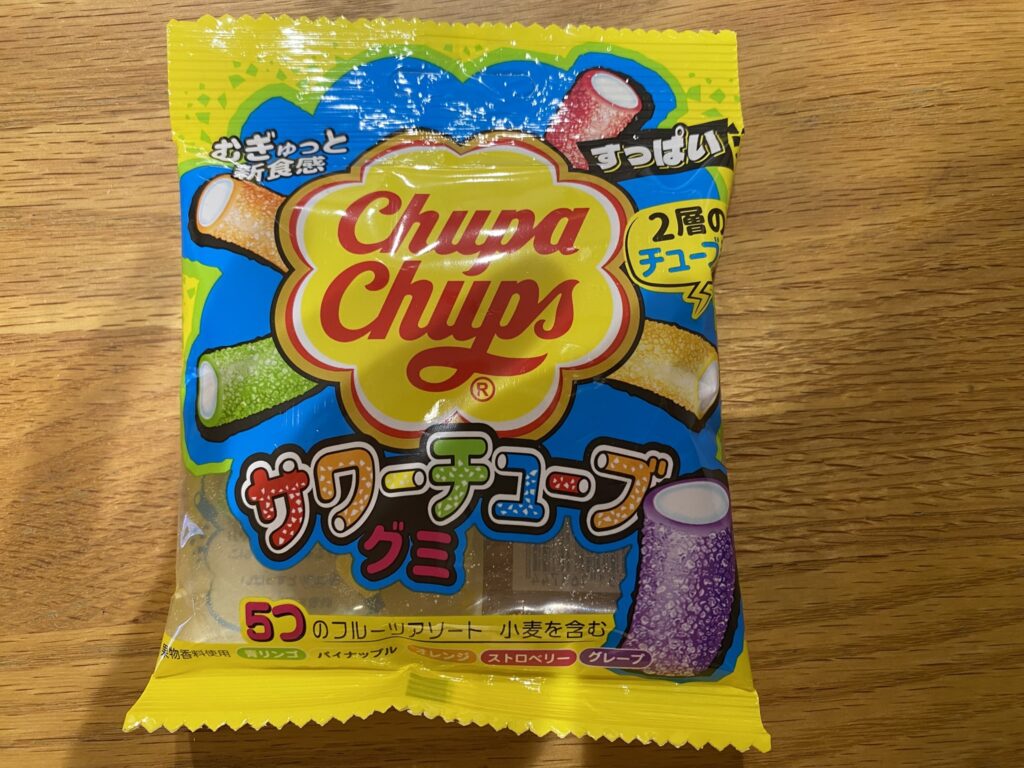 むぎゅっと
新食感
すっぱい
2層の
チューブ
Chupa
Chups
®
サワーチューブ
グミ
5つのフルーツアソート 小麦を含む
果物香料使用 青リンゴ パイナップル オレンジ ストロベリー グレープ